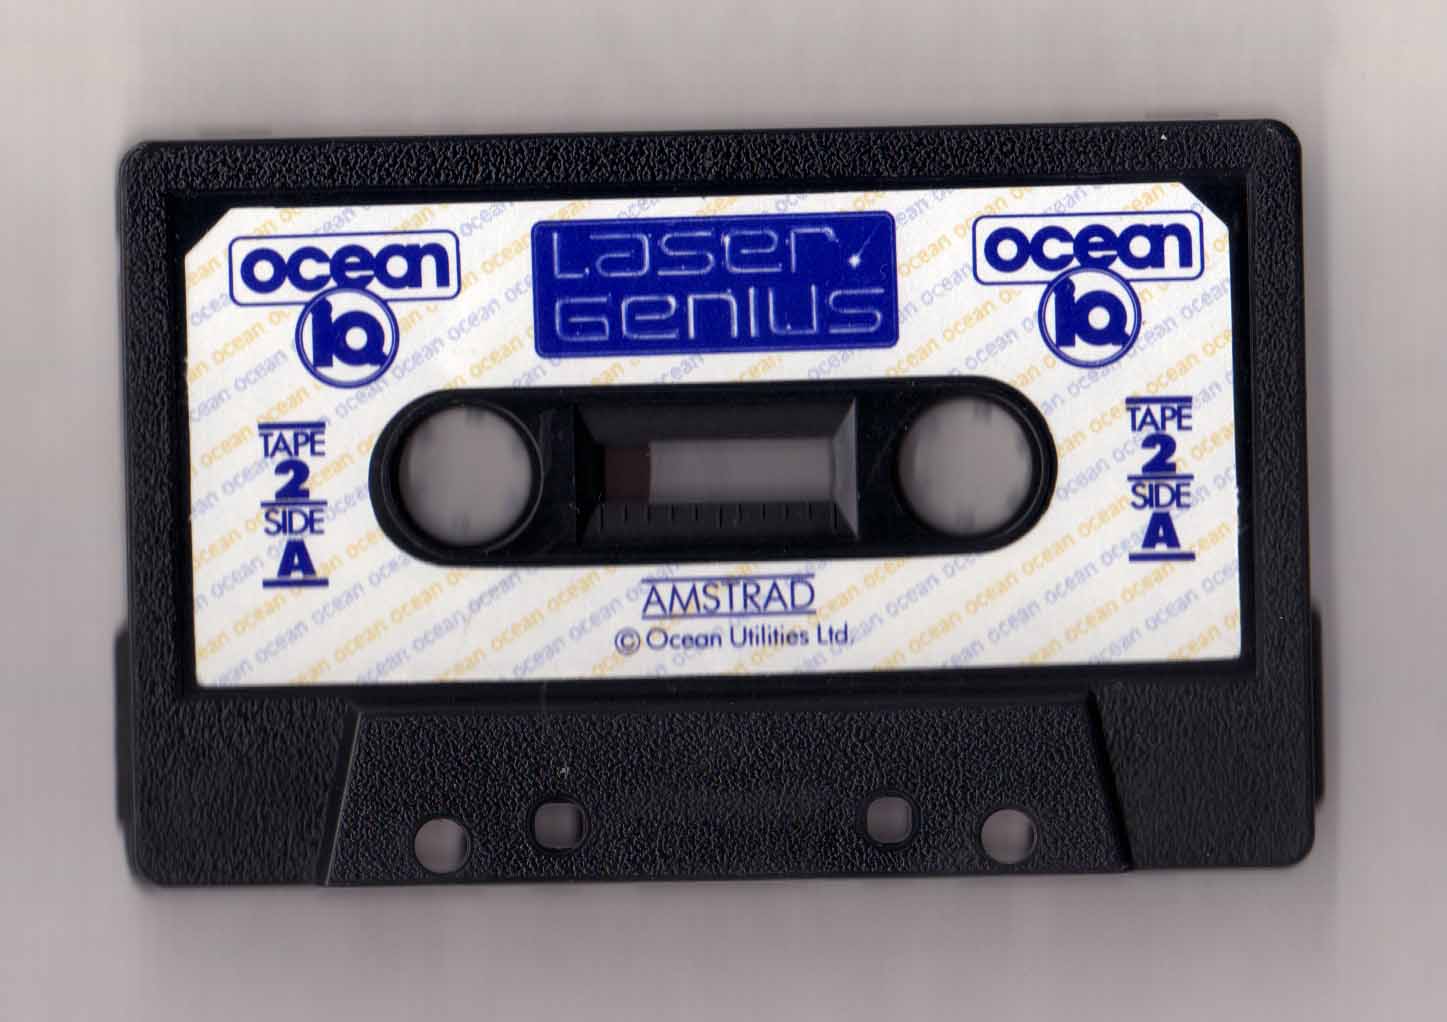 ocean
IQ
Laser
Genius
ocean
IQ
TAPE
2
SIDE
A
TAPE
2
SIDE
A
AMSTRAD
© Ocean Utilities Ltd.